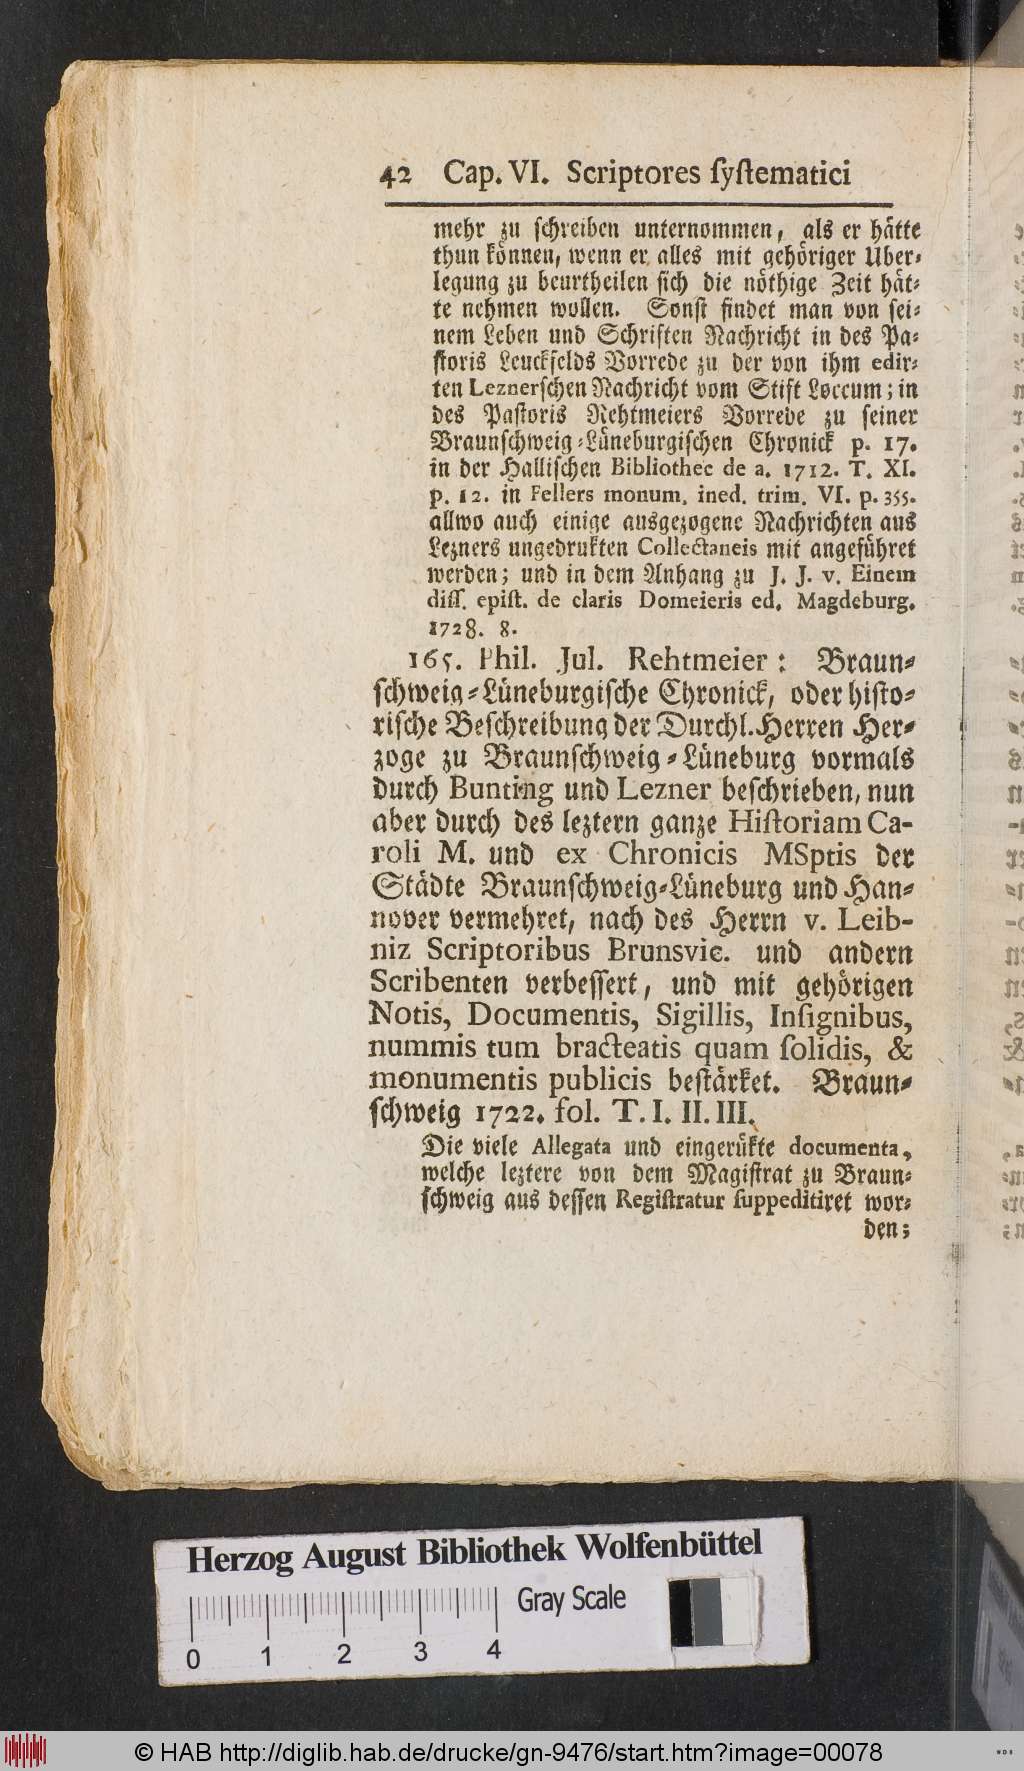 42 Cap. VI. Scriptores ſyſtematici
mehr zu ſchreiben unternommen, als er hätte
thun können, wenn er alles mit gehöriger Uber⸗
legung zu beurtheilen ſich die nöthige Zeit hät⸗
te nehmen wollen. Sonſt findet man von ſei⸗
nem Leben und Schriften Nachricht in des Pa⸗
ſtoris Leuckfelds Vorrede zu der von ihm edir⸗
ten Leznerſchen Nachricht vom Stift Loccum; in
des Paſtoris Rehtmeiers Vorrede zu ſeiner
Braunſchweig⸗Lüneburgiſchen Chronick p. 17.
in der Halliſchen Bibliothec de a. 1712. T. XI.
p. 12. in Fellers monum. ined. trim. VI. p. 355.
allwo auch einige ausgezogene Nachrichten aus
Lezners ungedrukten Collectaneis mit angeführet
werden; und in dem Anhang zu J. J. v. Einem
diſſ. epiſt. de claris Domeieris ed. Magdeburg.
1728. 8.
165. Phil. Jul. Rehtmeier: Braun⸗
ſchweig⸗Lüneburgiſche Chronick, oder hiſto⸗
riſche Beſchreibung der Durchl. Herren Her⸗
zoge zu Braunſchweig⸗Lüneburg vormals
durch Bunting und Lezner beſchrieben, nun
aber durch des leztern ganze Hiſtoriam Ca-
roli M. und ex Chronicis MSptis der
Städte Braunſchweig⸗Lüneburg und Han⸗
nover vermehret, nach des Herrn v. Leib-
niz Scriptoribus Brunsvic. und andern
Scribenten verbeſſert, und mit gehörigen
Notis, Documentis, Sigillis, Inſignibus,
nummis tum bracteatis quam ſolidis, &
monumentis publicis beſtärket. Braun⸗
ſchweig 1722. fol. T. I. II. III.
Die viele Allegata und eingerükte documenta,
welche leztere von dem Magiſtrat zu Braun⸗
ſchweig aus deſſen Regiſtratur ſuppeditiret wor⸗
den;
Herzog August Bibliothek Wolfenbüttel
Gray Scale
0 1 2 3 4
© HAB http://diglib.hab.de/drucke/gn-9476/start.htm?image=00078